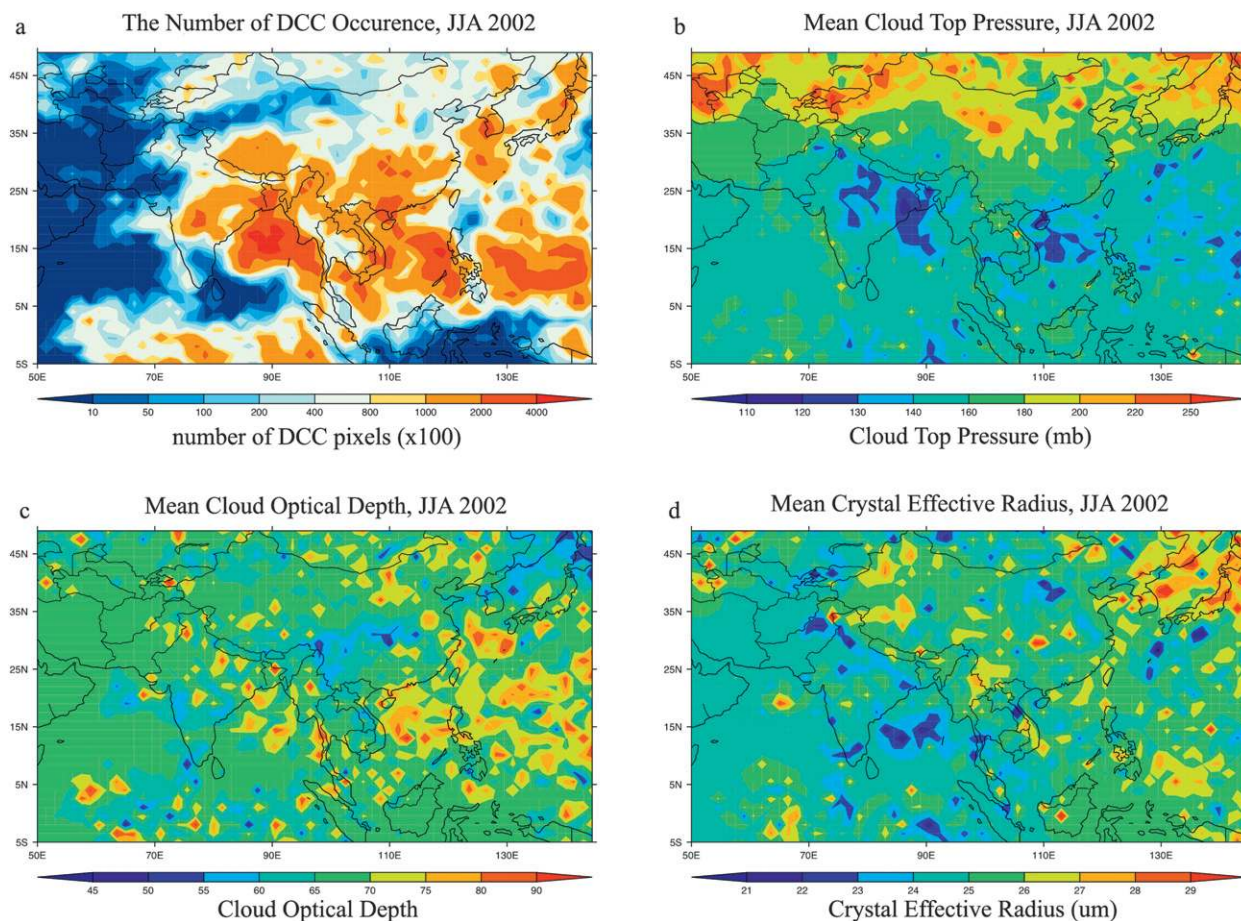 a The Number of DCC Occurence, JJA 2002
45N
35N
25N
15N
5N
5S
50E 70E 90E 110E 130E
10 50 100 200 400 800 1000 2000 4000
number of DCC pixels (x100)
b Mean Cloud Top Pressure, JJA 2002
45N
35N
25N
15N
5N
5S
50E 70E 90E 110E 130E
110 120 130 140 160 180 200 220 250
Cloud Top Pressure (mb)
c Mean Cloud Optical Depth, JJA 2002
45N
35N
25N
15N
5N
5S
50E 70E 90E 110E 130E
45 50 55 60 65 70 75 80 90
Cloud Optical Depth
d Mean Crystal Effective Radius, JJA 2002
45N
35N
25N
15N
5N
5S
50E 70E 90E 110E 130E
21 22 23 24 25 26 27 28 29
Crystal Effective Radius (um)